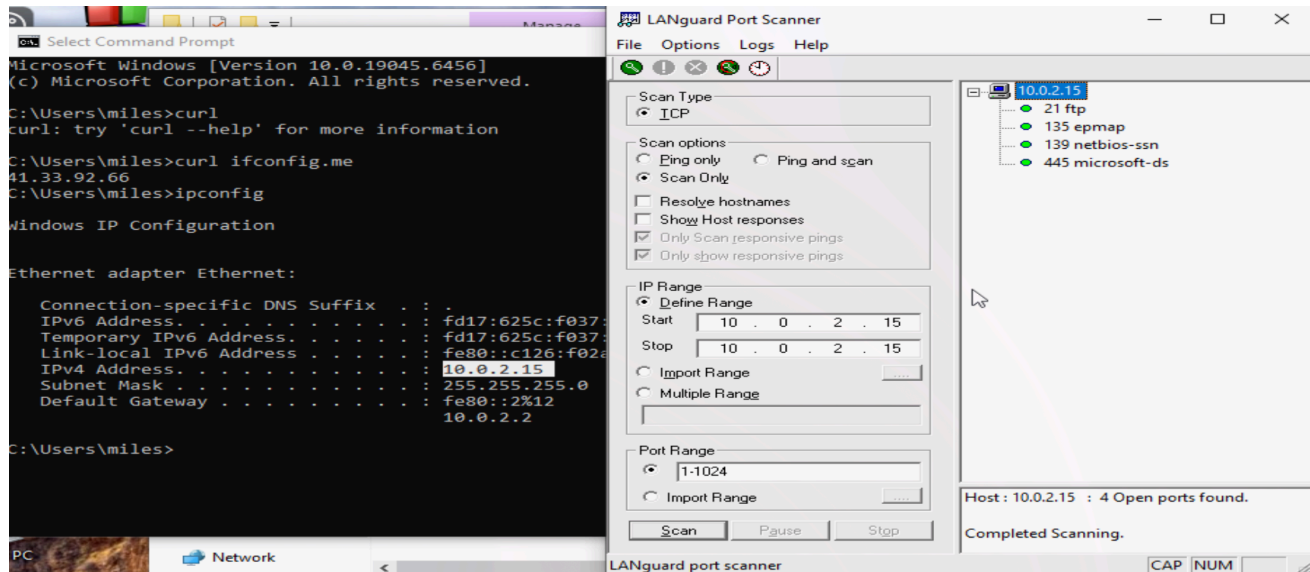 Manage
Select Command Prompt
Microsoft Windows [Version 10.0.19045.6456]
(c) Microsoft Corporation. All rights reserved.
C:\Users\miles>curl
curl: try 'curl --help' for more information
C:\Users\miles>curl ifconfig.me
41.33.92.66
C:\Users\miles>ipconfig
Windows IP Configuration
Ethernet adapter Ethernet:
Connection-specific DNS Suffix . : .
IPv6 Address. . . . . . . . . . . : fd17:625c:f037:
Temporary IPv6 Address. . . . . . : fd17:625c:f037:
Link-local IPv6 Address . . . . . : fe80::c126:f02a
IPv4 Address. . . . . . . . . . . : 10.0.2.15
Subnet Mask . . . . . . . . . . . : 255.255.255.0
Default Gateway . . . . . . . . . : fe80::2%12
10.0.2.2
C:\Users\miles>
PC
Network
LANguard Port Scanner
File Options Logs Help
Scan Type
TCP
Scan options
Ping only Ping and scan
Scan Only
Resolve hostnames
Show Host responses
Only Scan responsive pings
Only show responsive pings
IP Range
Define Range
Start 10 . 0 . 2 . 15
Stop 10 . 0 . 2 . 15
Import Range ....
Multiple Range
Port Range
1-1024
Import Range ....
Scan Pause Stop
LANguard port scanner
10.0.2.15
21 ftp
135 epmap
139 netbios-ssn
445 microsoft-ds
Host : 10.0.2.15 : 4 Open ports found.
Completed Scanning.
CAP NUM